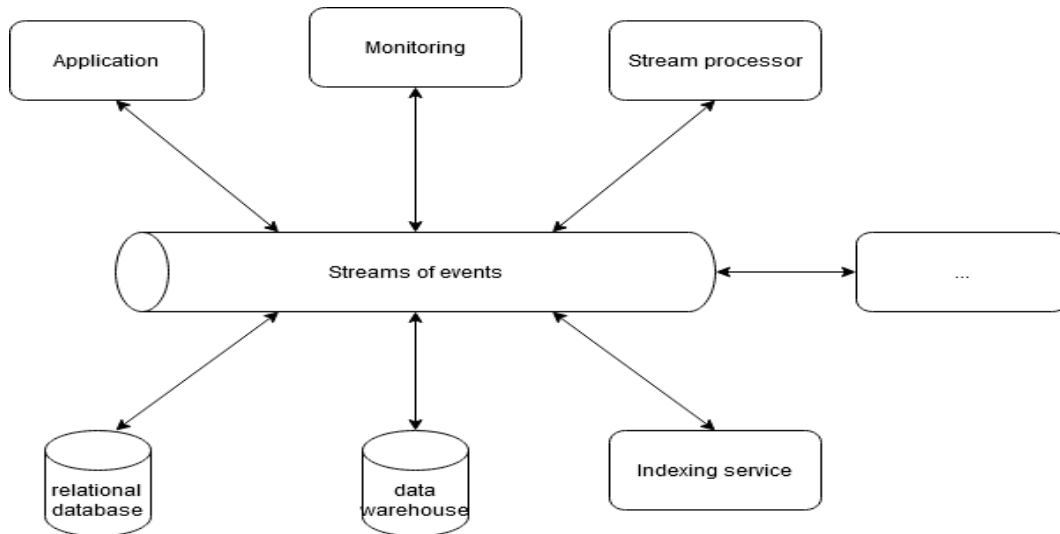 Application
Monitoring
Stream processor
Streams of events
...
relational
database
data
warehouse
Indexing service